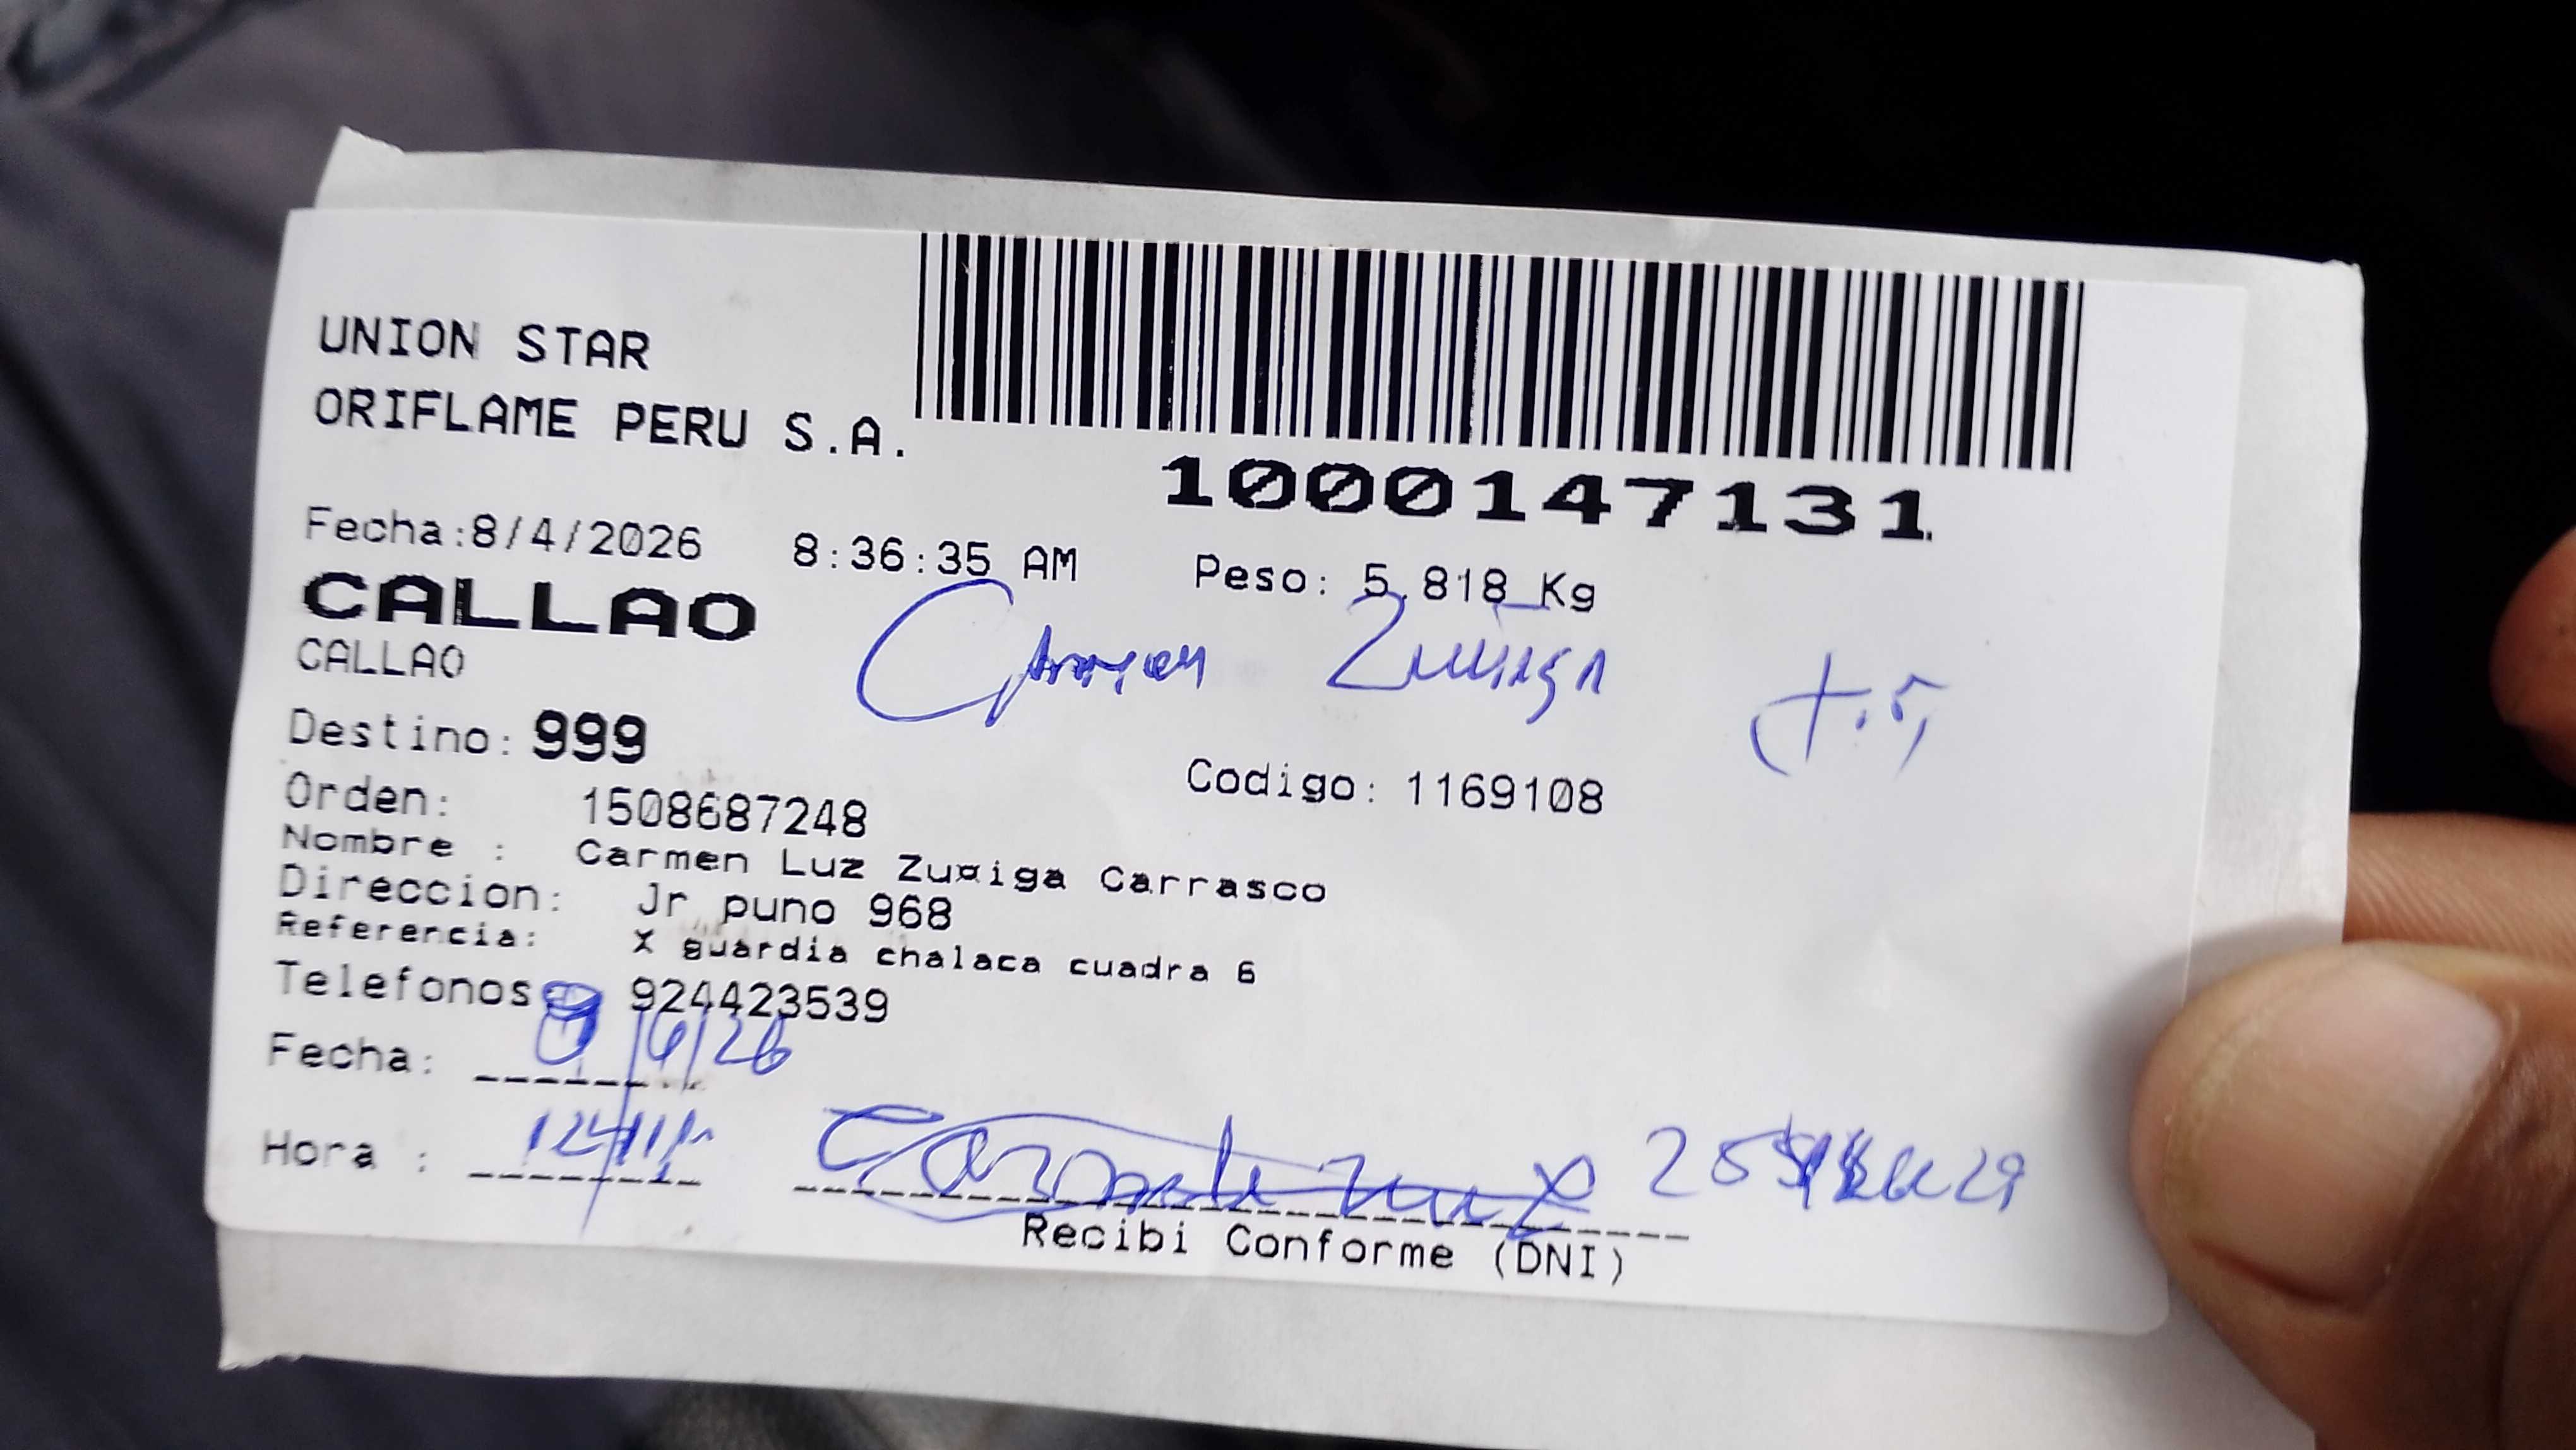 UNION STAR
ORIFLAME PERU S.A.
1000147131
Fecha:8/4/2026 8:36:35 AM Peso: 5.818 Kg
CALLAO
CALLAO
Carmen Zuñiga
Destino: 999
Codigo: 1169108
Orden: 1508687248
Nombre : Carmen Luz Zu¤iga Carrasco
Direccion: Jr puno 968
Referencia: X guardia chalaca cuadra 6
Telefonos 924423539
Fecha:
Hora :
Recibi Conforme (DNI)